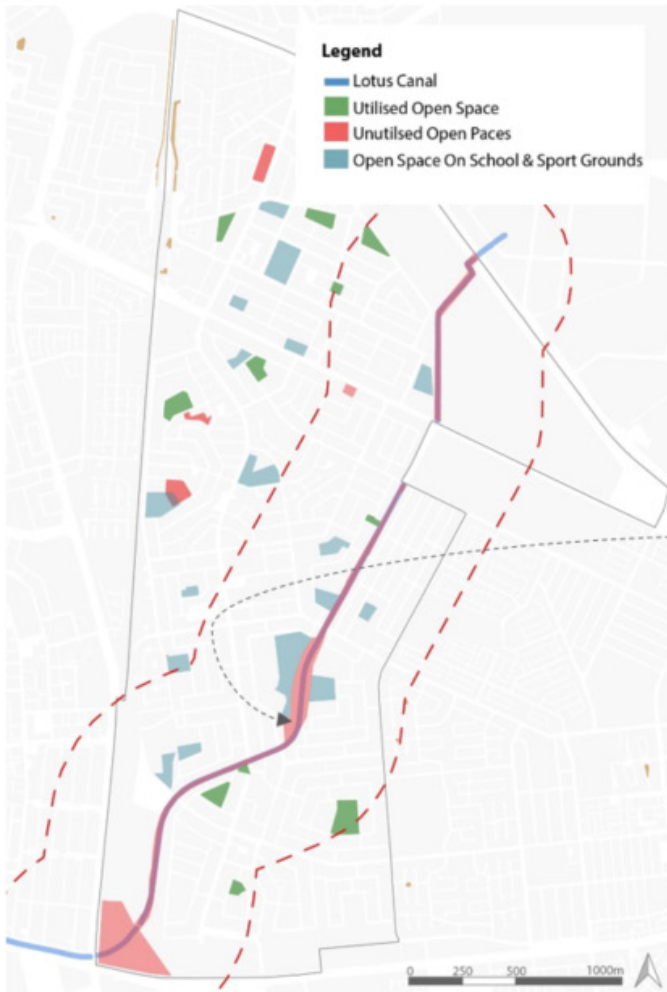 Legend
Lotus Canal
Utilised Open Space
Unutilsed Open Paces
Open Space On School & Sport Grounds
0 250 500 1000m